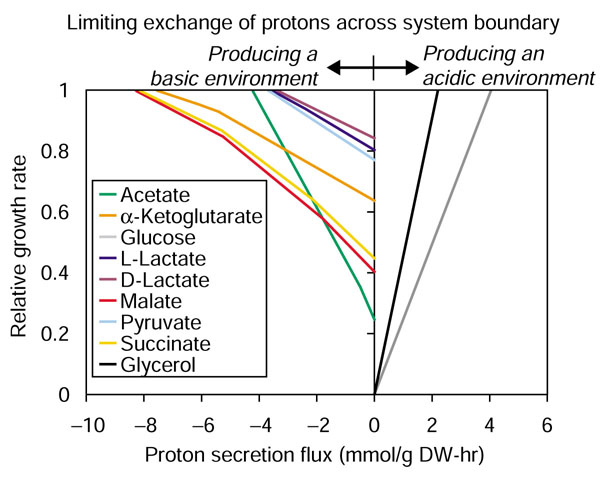 Limiting exchange of protons across system boundary
Producing a
basic environment
Producing an
acidic environment
Relative growth rate
1
0.8
0.6
0.4
0.2
0
Acetate
α-Ketoglutarate
Glucose
L-Lactate
D-Lactate
Malate
Pyruvate
Succinate
Glycerol
−10
−8
−6
−4
−2
0
2
4
6
Proton secretion flux (mmol/g DW-hr)